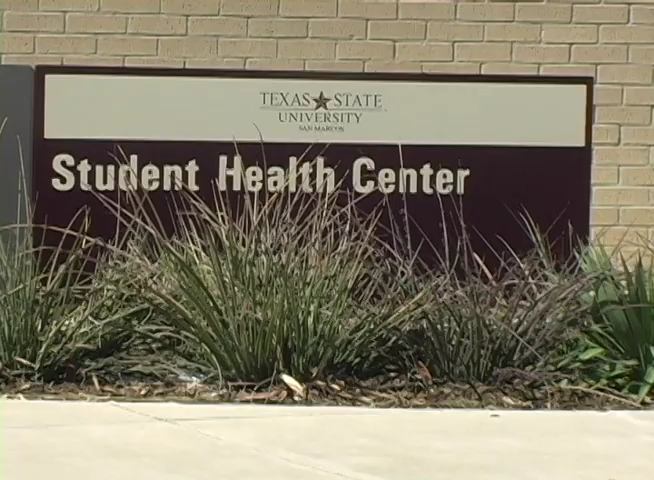 TEXAS★STATE
UNIVERSITY
SAN MARCOS
Student Health Center